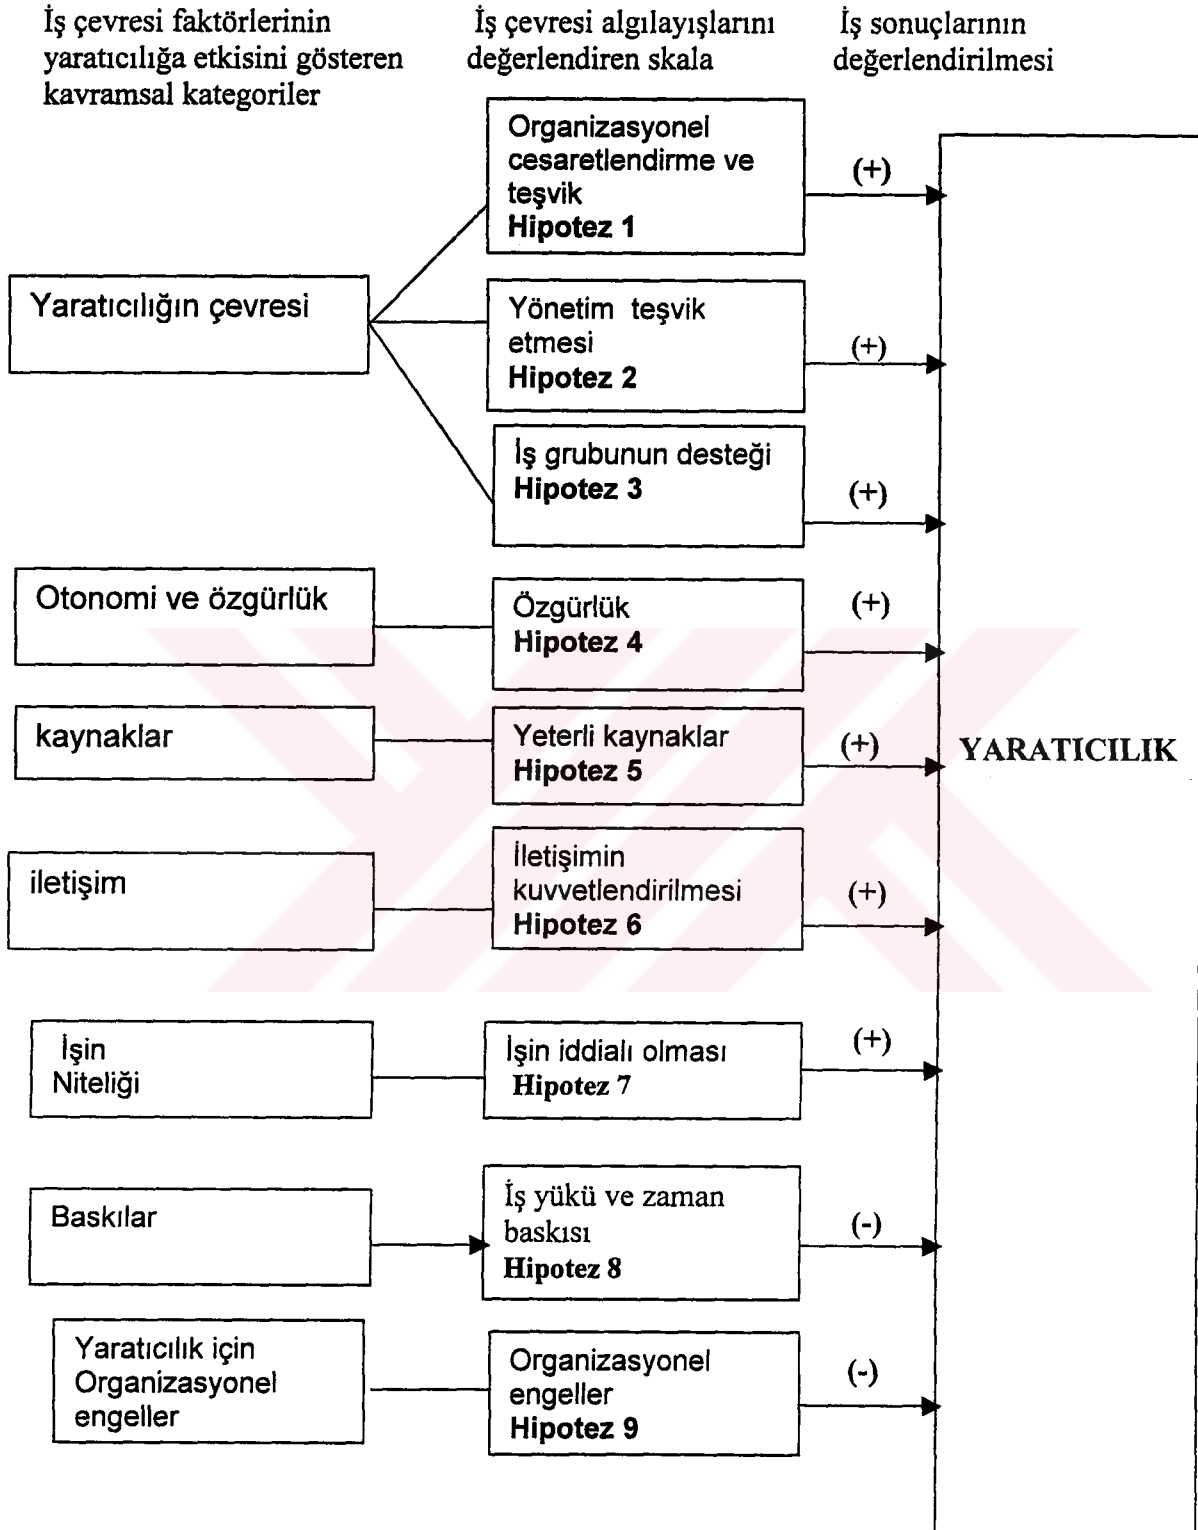 İş çevresi faktörlerinin
yaratıcılığa etkisini gösteren
kavramsal kategoriler
İş çevresi algılayışlarını
değerlendiren skala
İş sonuçlarının
değerlendirilmesi
Organizasyonel
cesaretlendirme ve
teşvik
Hipotez 1
(+)
Yaratıcılığın çevresi
Yönetim teşvik
etmesi
Hipotez 2
(+)
İş grubunun desteği
Hipotez 3
(+)
Otonomi ve özgürlük
Özgürlük
Hipotez 4
(+)
kaynaklar
Yeterli kaynaklar
Hipotez 5
(+)
YARATICILIK
iletişim
İletişimin
kuvvetlendirilmesi
Hipotez 6
(+)
İşin
Niteliği
İşin iddialı olması
Hipotez 7
(+)
Baskılar
İş yükü ve zaman
baskısı
Hipotez 8
(-)
Yaratıcılık için
Organizasyonel
engeller
Organizasyonel
engeller
Hipotez 9
(-)